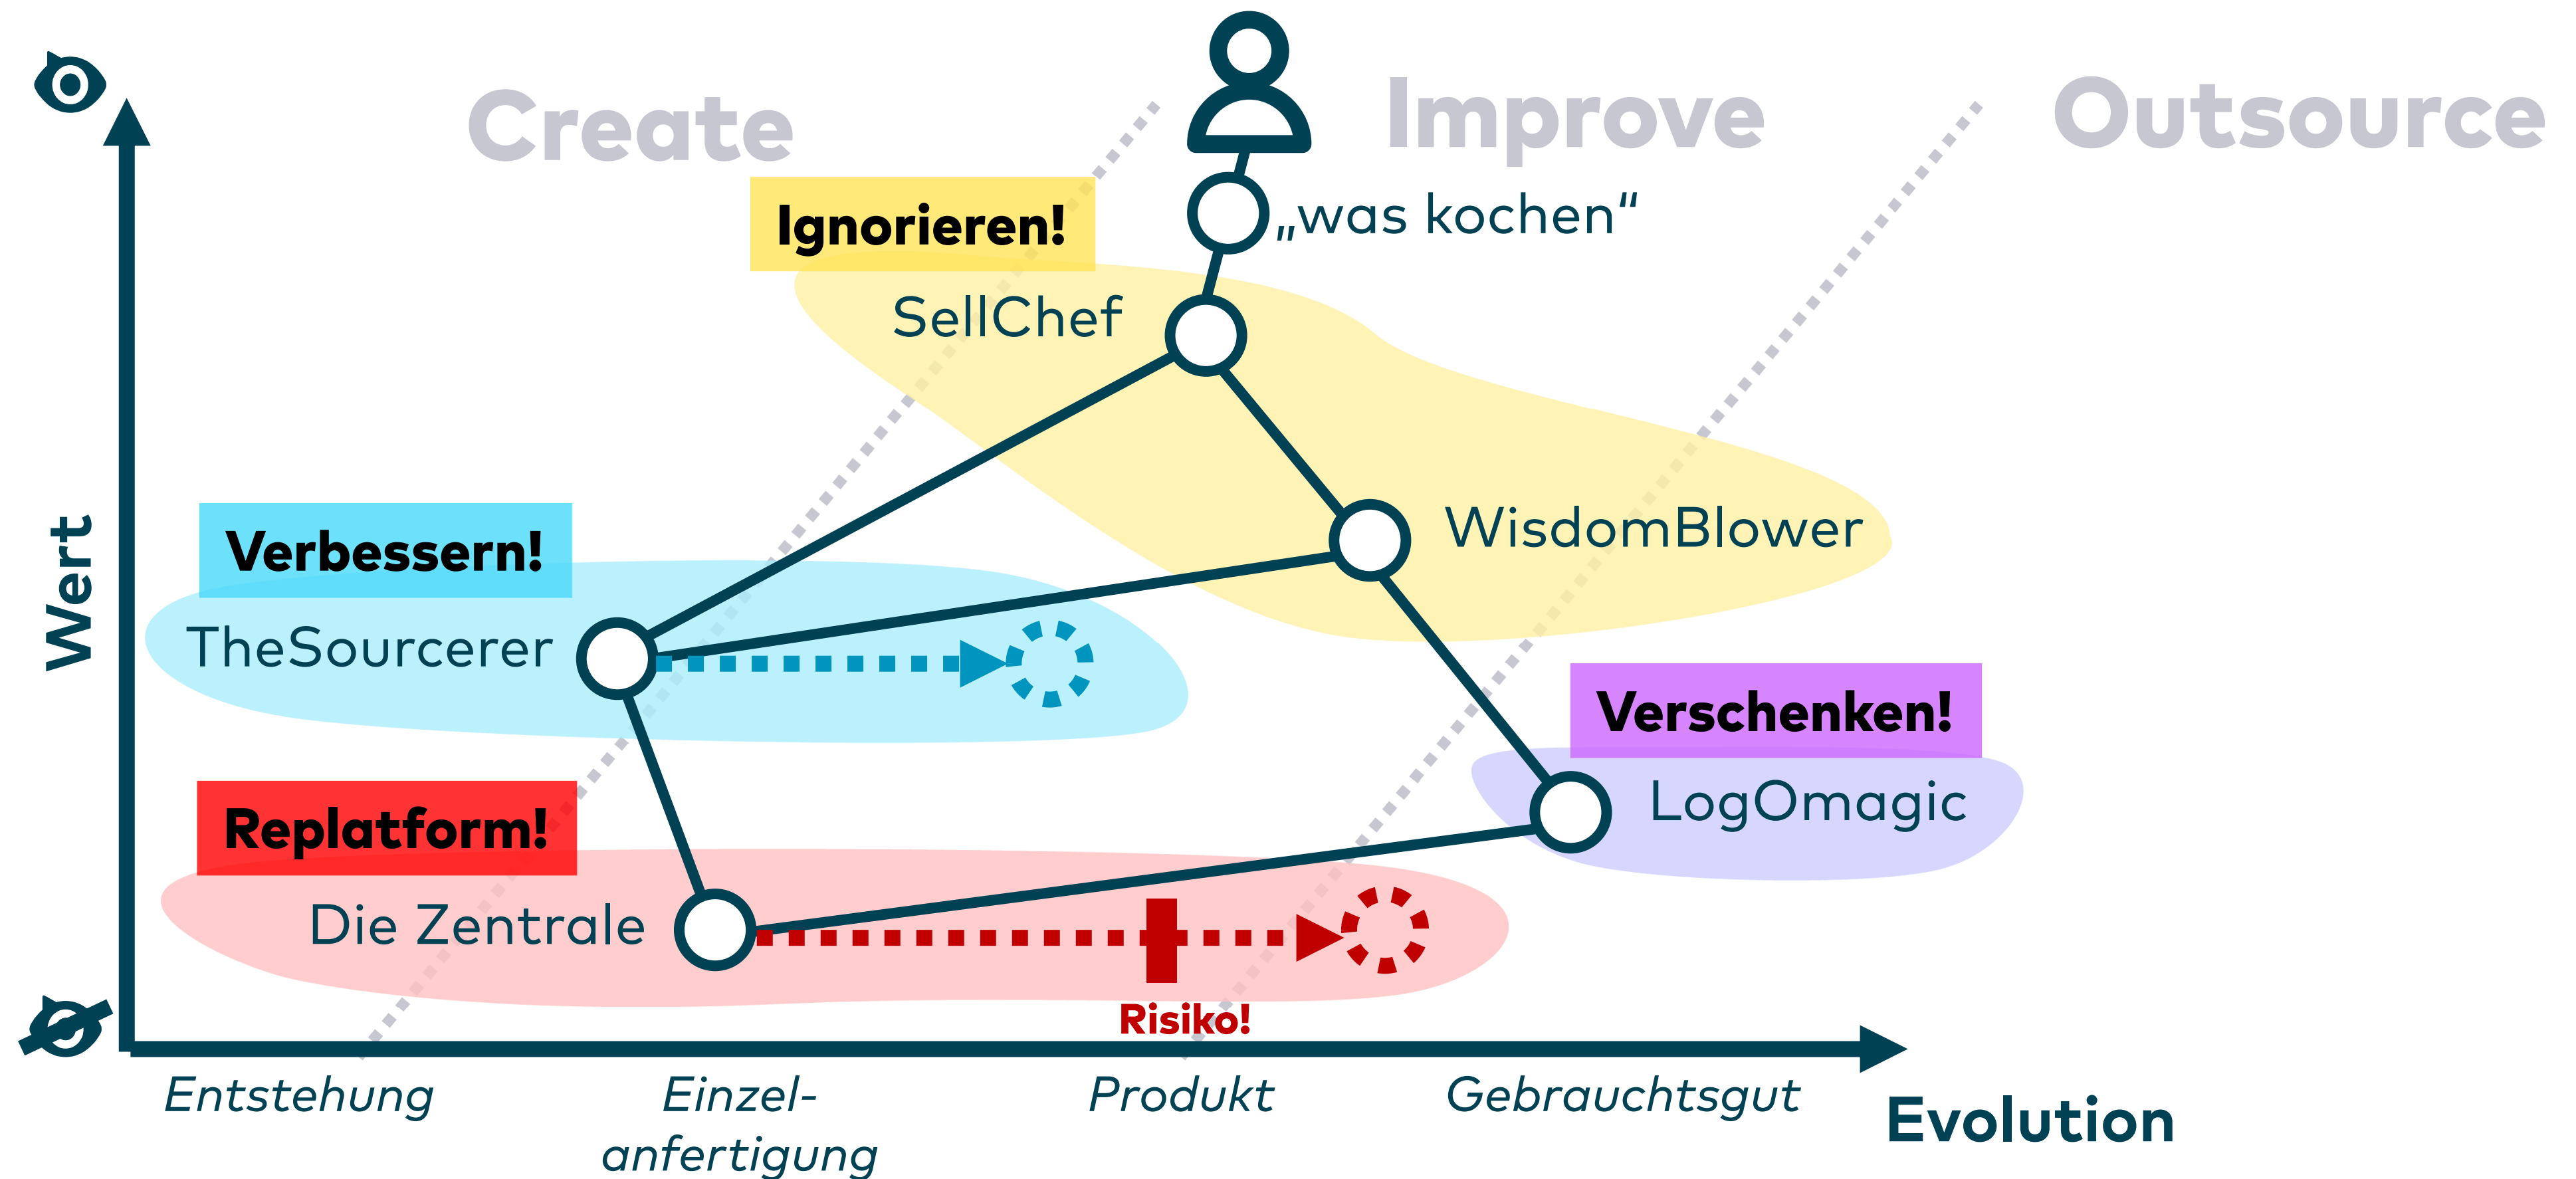 Create
Improve
Outsource
Ignorieren!
„was kochen“
SellChef
Verbessern!
WisdomBlower
Wert
TheSourcerer
Verschenken!
LogOmagic
Replatform!
Die Zentrale
Risiko!
Entstehung
Einzel-
anfertigung
Produkt
Gebrauchtsgut
Evolution